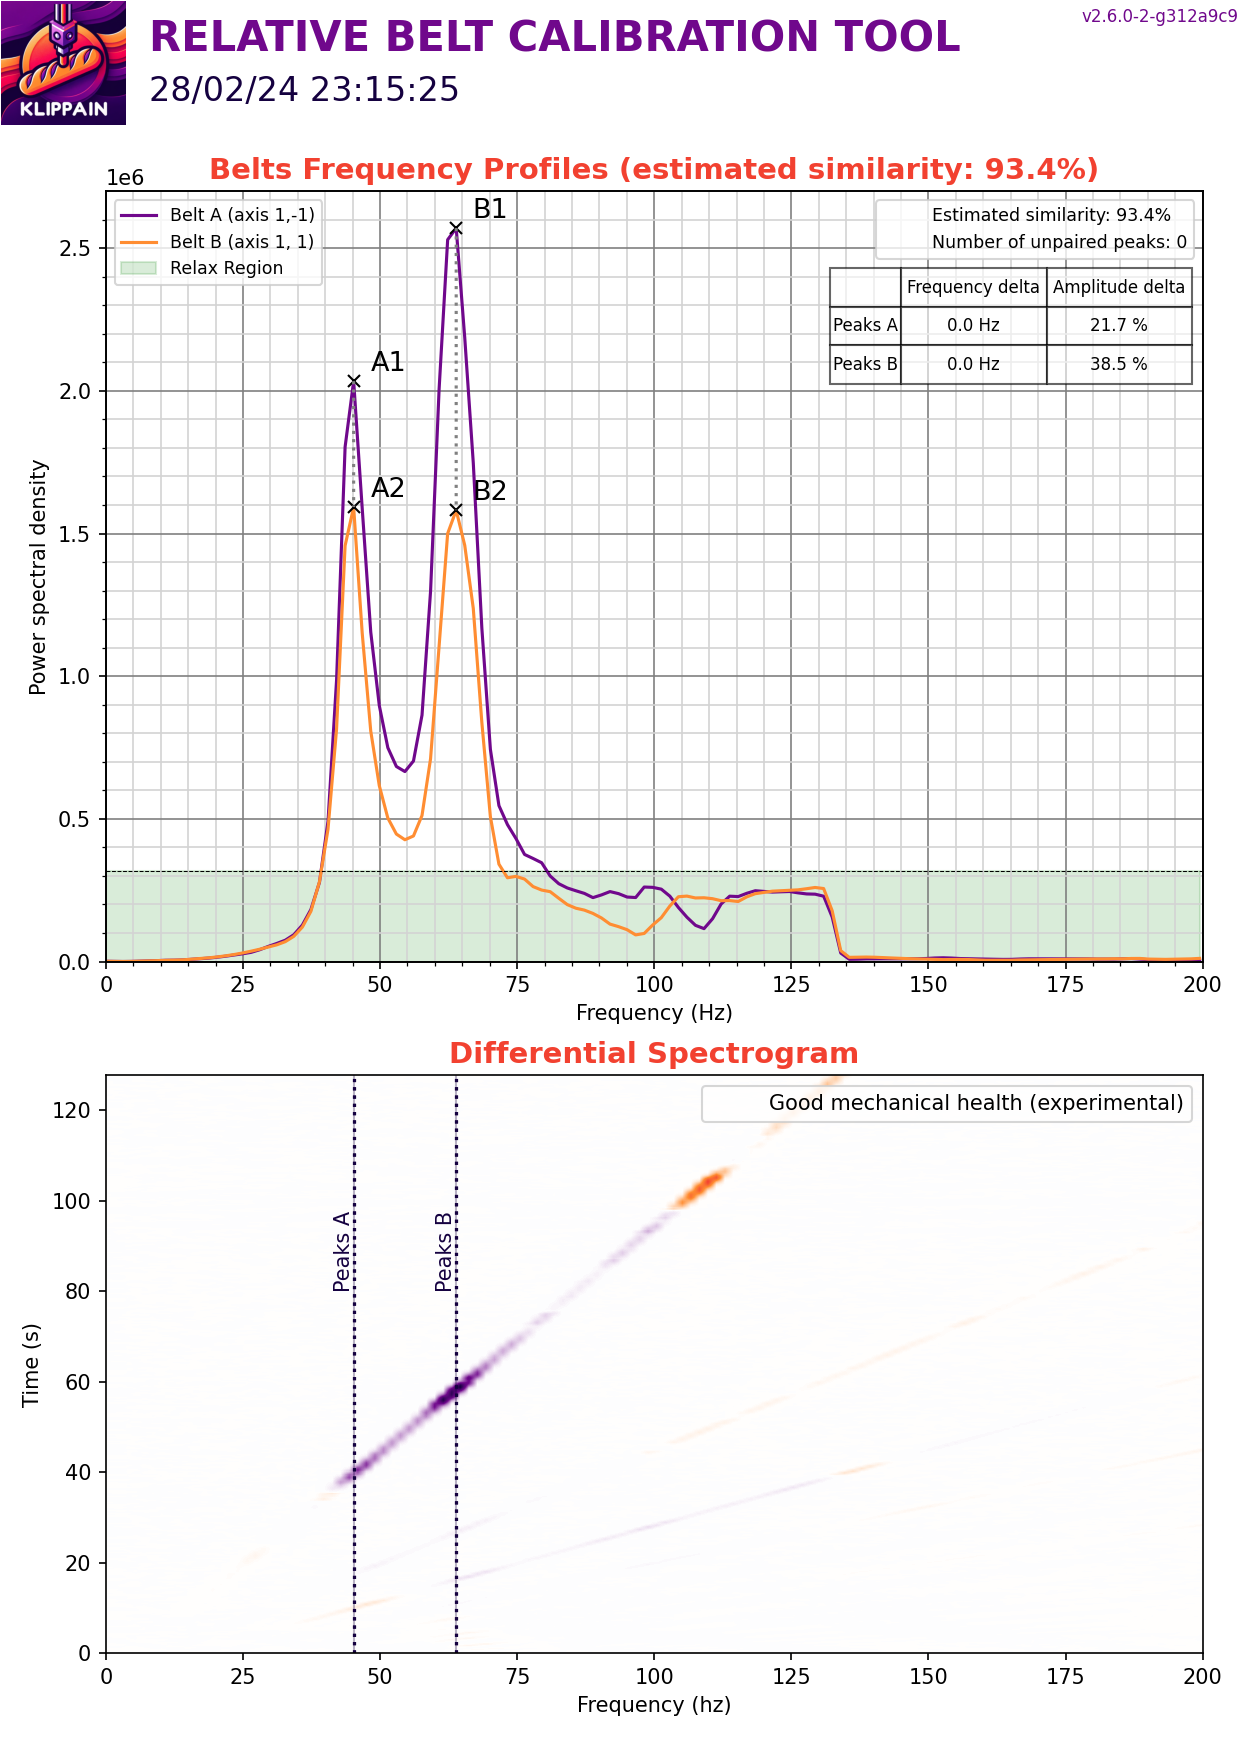 KLIPPAIN
RELATIVE BELT CALIBRATION TOOL
v2.6.0-2-g312a9c9
28/02/24 23:15:25
Belts Frequency Profiles (estimated similarity: 93.4%)
1e6
Belt A (axis 1,-1)
Belt B (axis 1, 1)
Relax Region
Estimated similarity: 93.4%
Number of unpaired peaks: 0
Frequency delta Amplitude delta
Peaks A 0.0 Hz 21.7 %
Peaks B 0.0 Hz 38.5 %
B1
A1
A2
B2
Power spectral density
2.5
2.0
1.5
1.0
0.5
0.0
0 25 50 75 100 125 150 175 200
Frequency (Hz)
Differential Spectrogram
Good mechanical health (experimental)
Peaks A
Peaks B
Time (s)
120
100
80
60
40
20
0
0 25 50 75 100 125 150 175 200
Frequency (hz)